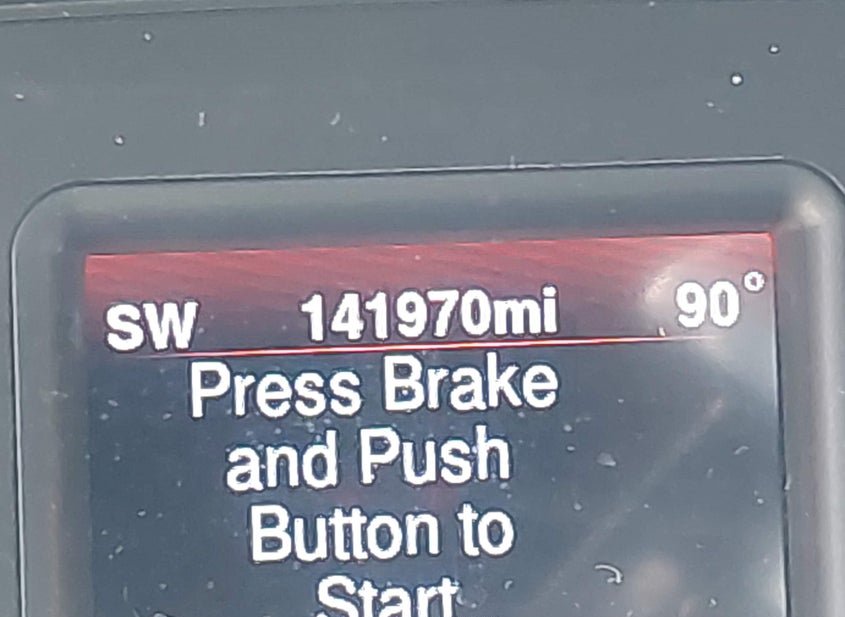 SW 141970mi 90°
Press Brake
and Push
Button to
Start